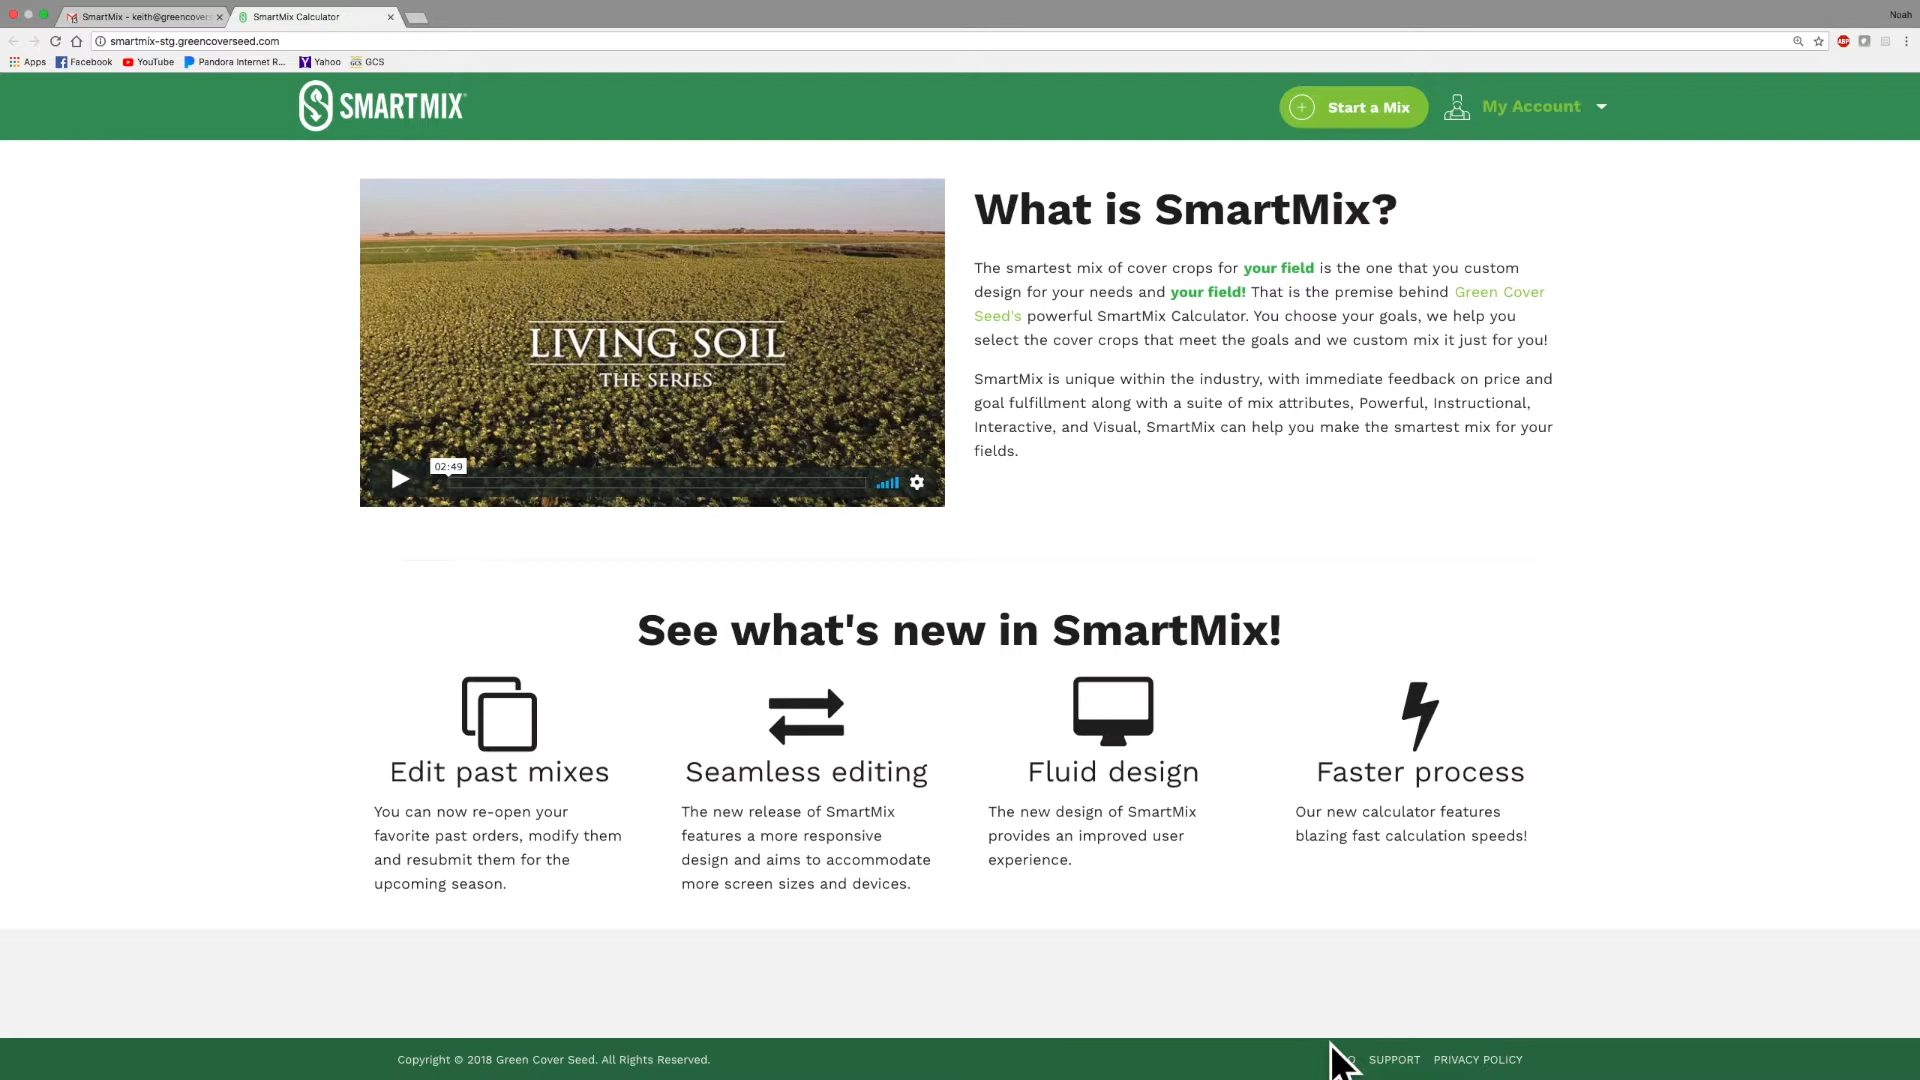 SmartMix - keith@greencovers
SmartMix Calculator
Noah
smartmix-stg.greencoverseed.com
Apps Facebook YouTube Pandora Internet R... Yahoo GCS
SMARTMIX
Start a Mix
My Account
LIVING SOIL
THE SERIES
02:49
What is SmartMix?
The smartest mix of cover crops for your field is the one that you custom
design for your needs and your field! That is the premise behind Green Cover
Seed's powerful SmartMix Calculator. You choose your goals, we help you
select the cover crops that meet the goals and we custom mix it just for you!
SmartMix is unique within the industry, with immediate feedback on price and
goal fulfillment along with a suite of mix attributes, Powerful, Instructional,
Interactive, and Visual, SmartMix can help you make the smartest mix for your
fields.
See what's new in SmartMix!
Edit past mixes
You can now re-open your
favorite past orders, modify them
and resubmit them for the
upcoming season.
Seamless editing
The new release of SmartMix
features a more responsive
design and aims to accommodate
more screen sizes and devices.
Fluid design
The new design of SmartMix
provides an improved user
experience.
Faster process
Our new calculator features
blazing fast calculation speeds!
Copyright © 2018 Green Cover Seed. All Rights Reserved.
SUPPORT PRIVACY POLICY